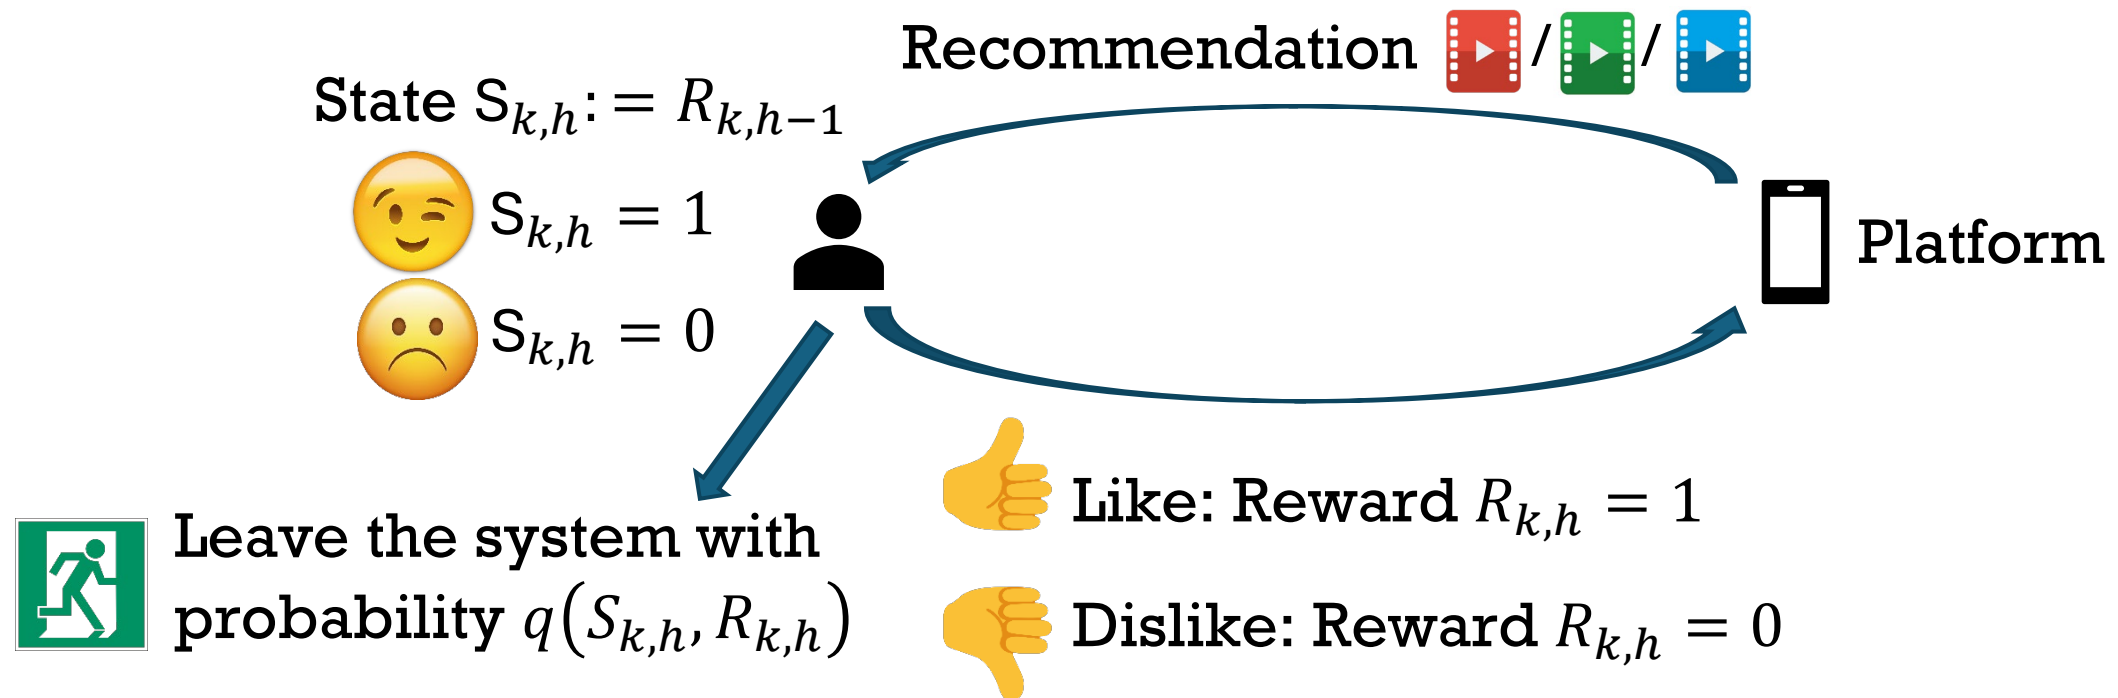 Recommendation / /
State S_{k,h}: = R_{k,h-1}
S_{k,h} = 1
S_{k,h} = 0
Platform
Leave the system with
probability q(S_{k,h}, R_{k,h})
Like: Reward R_{k,h} = 1
Dislike: Reward R_{k,h} = 0